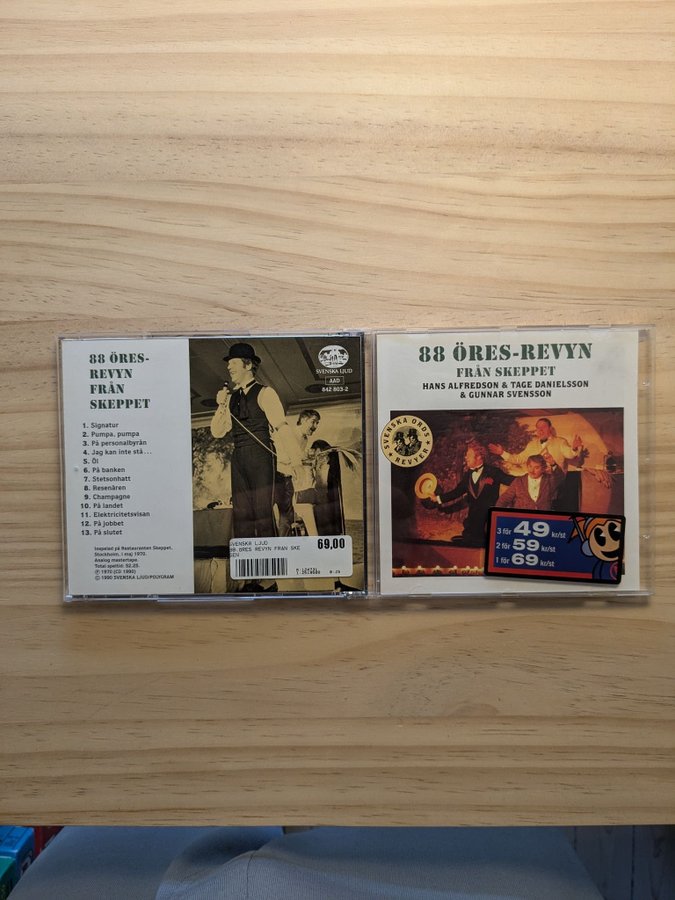 88 ÖRES-
REVYN
FRÅN
SKEPPET
1. Signatur
2. Pumpa, pumpa
3. På personalbyrån
4. Jag kan inte stå...
5. Öl
6. På banken
7. Stetsonhatt
8. Resenären
9. Champagne
10. På landet
11. Elektricitetsvisan
12. På jobbet
13. På slutet
Inspelad på Restaurangen Skeppet,
Stockholm, i maj 1970.
Analog mastertape.
Total speltid: 52.25.
℗ 1970 (CD 1990)
© 1990 SVENSKA LJUD/POLYGRAM
SVENSKA LJUD
AAD
842 803-2
SVENSKA LJUD
88 ÖRES REVYN FRÅN SKE
GEN
69,00
88 ÖRES-REVYN
FRÅN SKEPPET
HANS ALFREDSON & TAGE DANIELSSON
& GUNNAR SVENSSON
SVENSKA ORDS
REVYER
3 för 49 kr/st
2 för 59 kr/st
1 för 69 kr/st